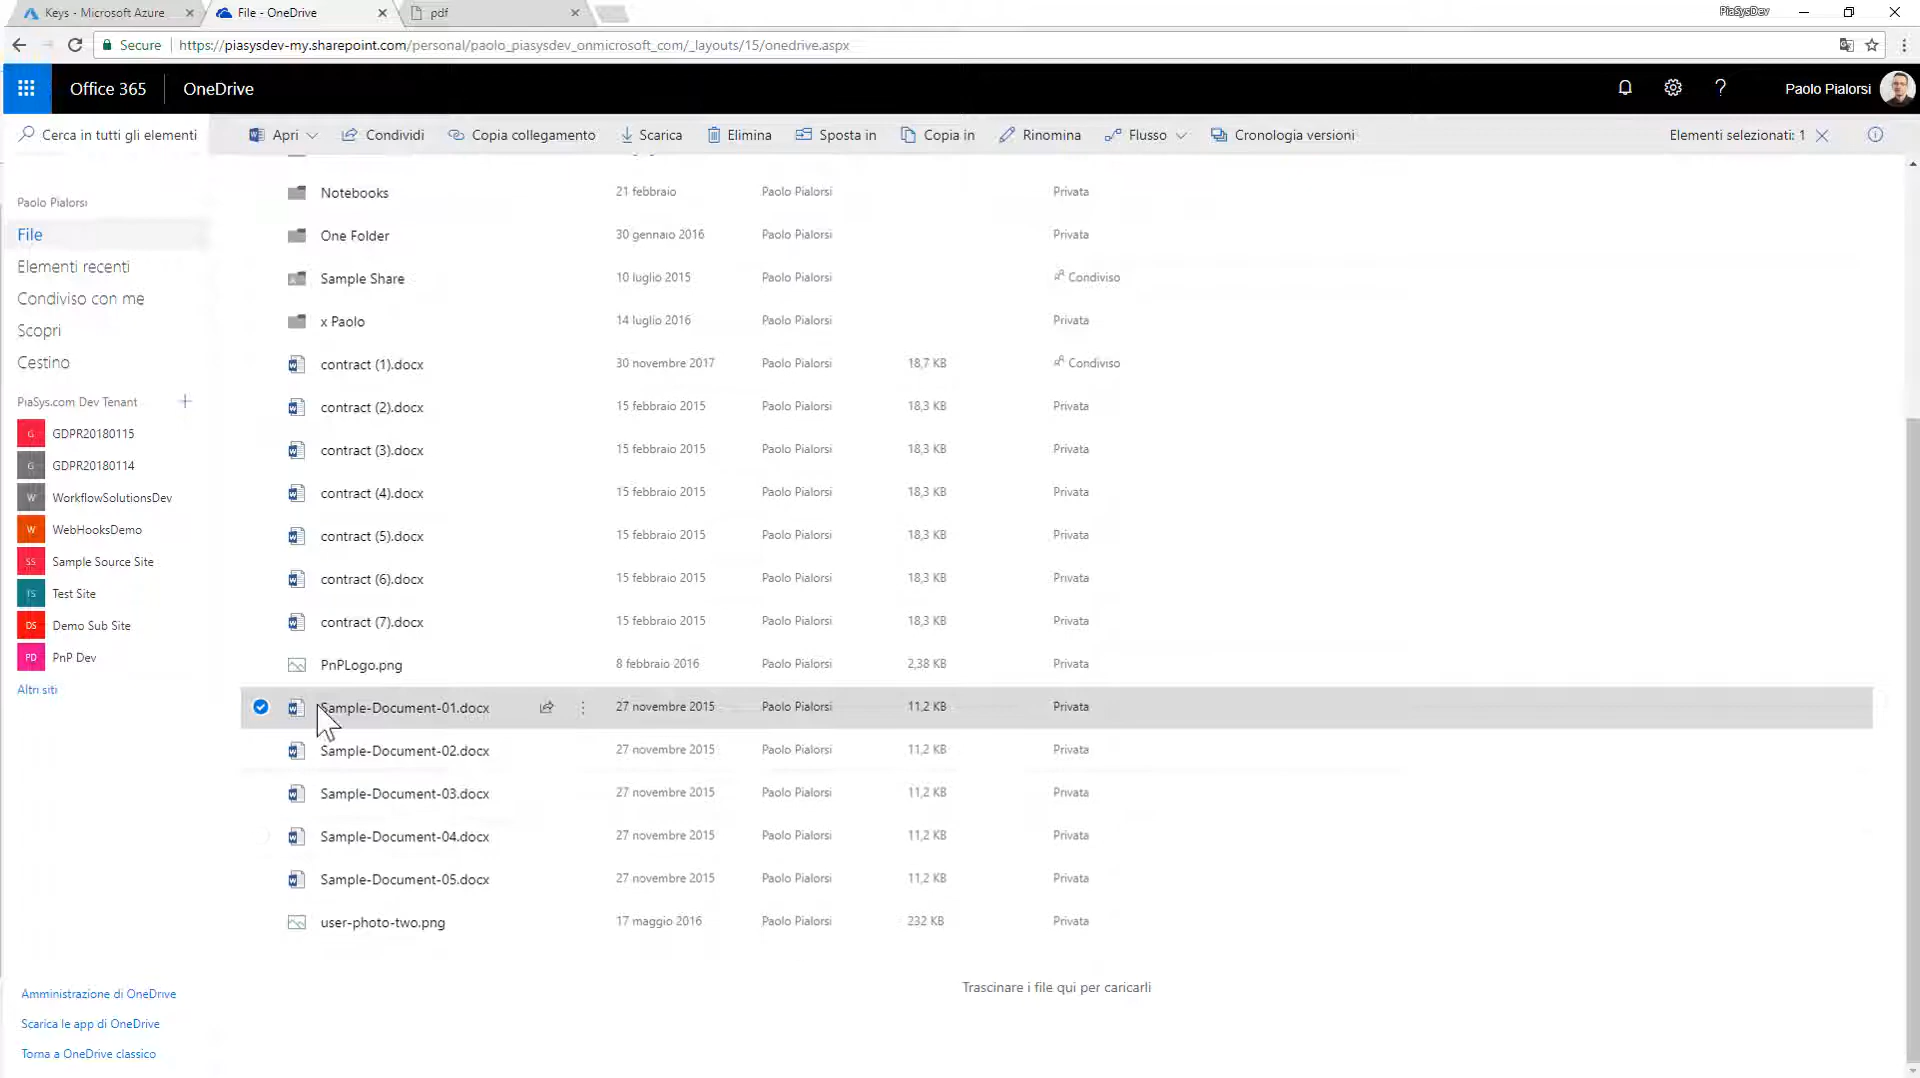 Keys - Microsoft Azure
File - OneDrive
pdf
PiaSysDev
Secure
https://piasysdev-my.sharepoint.com/personal/paolo_piasysdev_onmicrosoft_com/_layouts/15/onedrive.aspx
Office 365
OneDrive
Paolo Pialorsi
Cerca in tutti gli elementi
Apri
Condividi
Copia collegamento
Scarica
Elimina
Sposta in
Copia in
Rinomina
Flusso
Cronologia versioni
Elementi selezionati: 1
Paolo Pialorsi
File
Elementi recenti
Condiviso con me
Scopri
Cestino
PiaSys.com Dev Tenant
G GDPR20180115
G GDPR20180114
W WorkflowSolutionsDev
W WebHooksDemo
SS Sample Source Site
TS Test Site
DS Demo Sub Site
PD PnP Dev
Altri siti
Amministrazione di OneDrive
Scarica le app di OneDrive
Torna a OneDrive classico
Notebooks 21 febbraio Paolo Pialorsi Privata
One Folder 30 gennaio 2016 Paolo Pialorsi Privata
Sample Share 10 luglio 2015 Paolo Pialorsi Condiviso
x Paolo 14 luglio 2016 Paolo Pialorsi Privata
contract (1).docx 30 novembre 2017 Paolo Pialorsi 18,7 KB Condiviso
contract (2).docx 15 febbraio 2015 Paolo Pialorsi 18,3 KB Privata
contract (3).docx 15 febbraio 2015 Paolo Pialorsi 18,3 KB Privata
contract (4).docx 15 febbraio 2015 Paolo Pialorsi 18,3 KB Privata
contract (5).docx 15 febbraio 2015 Paolo Pialorsi 18,3 KB Privata
contract (6).docx 15 febbraio 2015 Paolo Pialorsi 18,3 KB Privata
contract (7).docx 15 febbraio 2015 Paolo Pialorsi 18,3 KB Privata
PnPLogo.png 8 febbraio 2016 Paolo Pialorsi 2,38 KB Privata
Sample-Document-01.docx 27 novembre 2015 Paolo Pialorsi 11,2 KB Privata
Sample-Document-02.docx 27 novembre 2015 Paolo Pialorsi 11,2 KB Privata
Sample-Document-03.docx 27 novembre 2015 Paolo Pialorsi 11,2 KB Privata
Sample-Document-04.docx 27 novembre 2015 Paolo Pialorsi 11,2 KB Privata
Sample-Document-05.docx 27 novembre 2015 Paolo Pialorsi 11,2 KB Privata
user-photo-two.png 17 maggio 2016 Paolo Pialorsi 232 KB Privata
Trascinare i file qui per caricarli